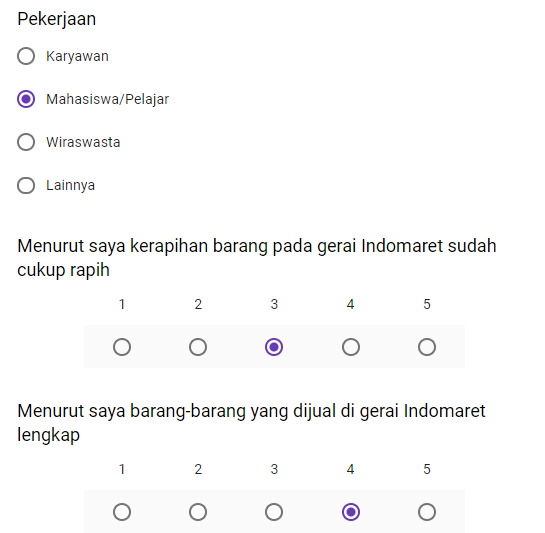 Pekerjaan
Karyawan
Mahasiswa/Pelajar
Wiraswasta
Lainnya
Menurut saya kerapihan barang pada gerai Indomaret sudah
cukup rapih
1 2 3 4 5
Menurut saya barang-barang yang dijual di gerai Indomaret
lengkap
1 2 3 4 5